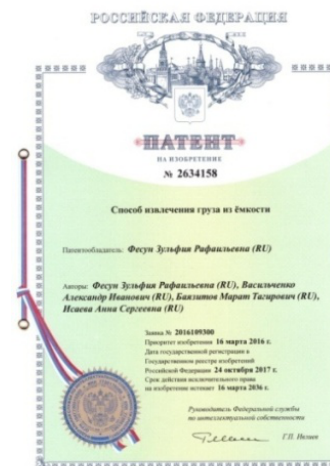 РОССИЙСКАЯ ФЕДЕРАЦИЯ
ПАТЕНТ
НА ИЗОБРЕТЕНИЕ
№ 2634158
Способ извлечения груза из ёмкости
Патентообладатель: Фесун Зульфия Рафаильевна (RU)
Авторы: Фесун Зульфия Рафаильевна (RU), Васильченко
Александр Иванович (RU), Баязитов Марат Тагирович (RU),
Исаева Анна Сергеевна (RU)
Заявка № 2016109300
Приоритет изобретения 16 марта 2016 г.
Дата государственной регистрации в
Государственном реестре изобретений
Российской Федерации 24 октября 2017 г.
Срок действия исключительного права
на изобретение истекает 16 марта 2036 г.
Руководитель Федеральной службы
по интеллектуальной собственности
Г.П. Ивлиев